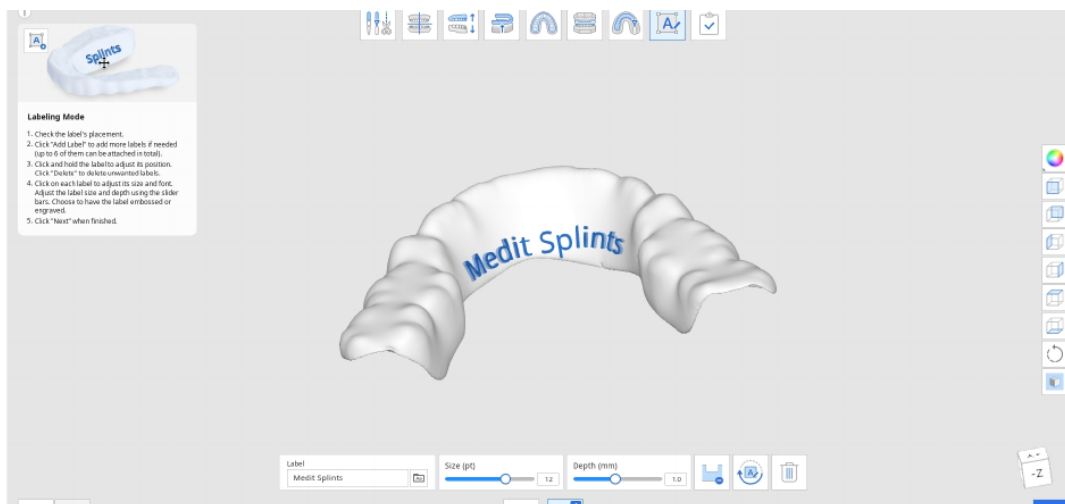 Splints
Labeling Mode
1. Check the label's placement.
2. Click "Add Label" to add more labels if needed
(up to 6 of them can be attached in total).
3. Click and hold the label to adjust its position.
Click "Delete" to delete unwanted labels.
4. Click on each label to adjust its size and font.
Adjust the label size and depth using the slider
bars. Choose to have the label embossed or
engraved.
5. Click "Next" when finished.
Medit Splints
Label
Medit Splints
Size (pt)
12
Depth (mm)
1.0
-Z